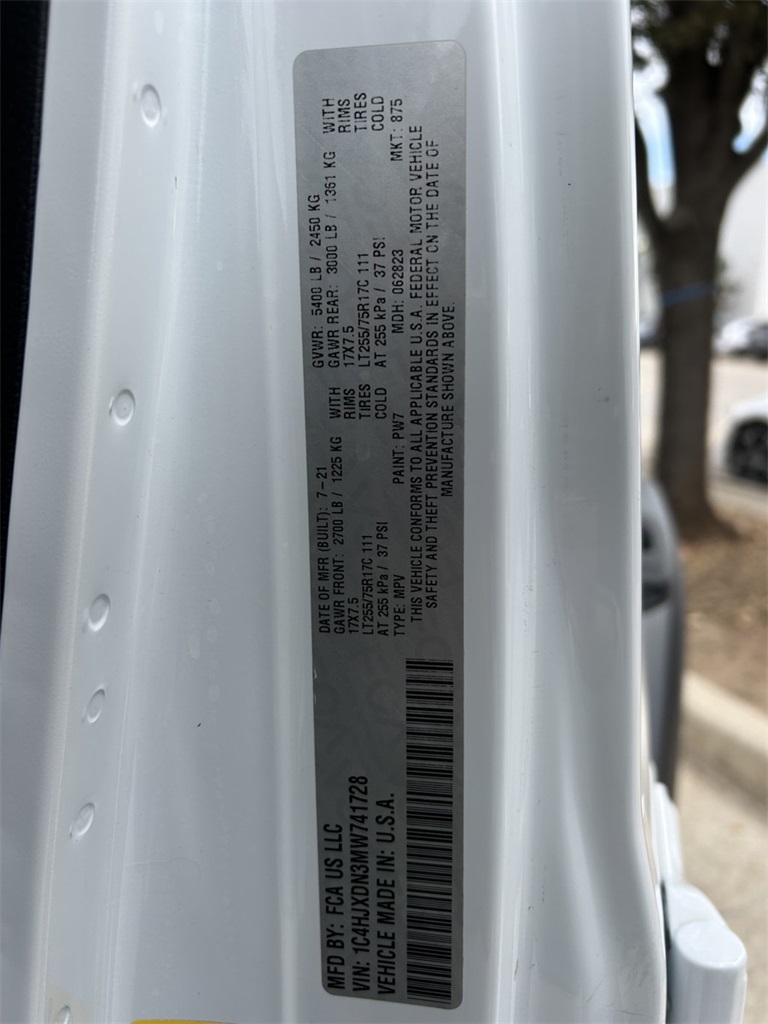 MFD BY: FCA US LLC
VIN: 1C4HJXDN3MW741728
VEHICLE MADE IN: U.S.A.
DATE OF MFR (BUILT): 7-21 GVWR: 5400 LB / 2450 KG
GAWR FRONT: 2700 LB / 1225 KG WITH GAWR REAR: 3000 LB / 1361 KG WITH
17X7.5 RIMS 17X7.5 RIMS
LT255/75R17C 111 TIRES LT255/75R17C 111 TIRES
AT 255 kPa / 37 PSI COLD AT 255 kPa / 37 PSI COLD
TYPE: MPV PAINT: PW7 MDH: 062823 MKT: 875
THIS VEHICLE CONFORMS TO ALL APPLICABLE U.S.A. FEDERAL MOTOR VEHICLE
SAFETY AND THEFT PREVENTION STANDARDS IN EFFECT ON THE DATE OF
MANUFACTURE SHOWN ABOVE.